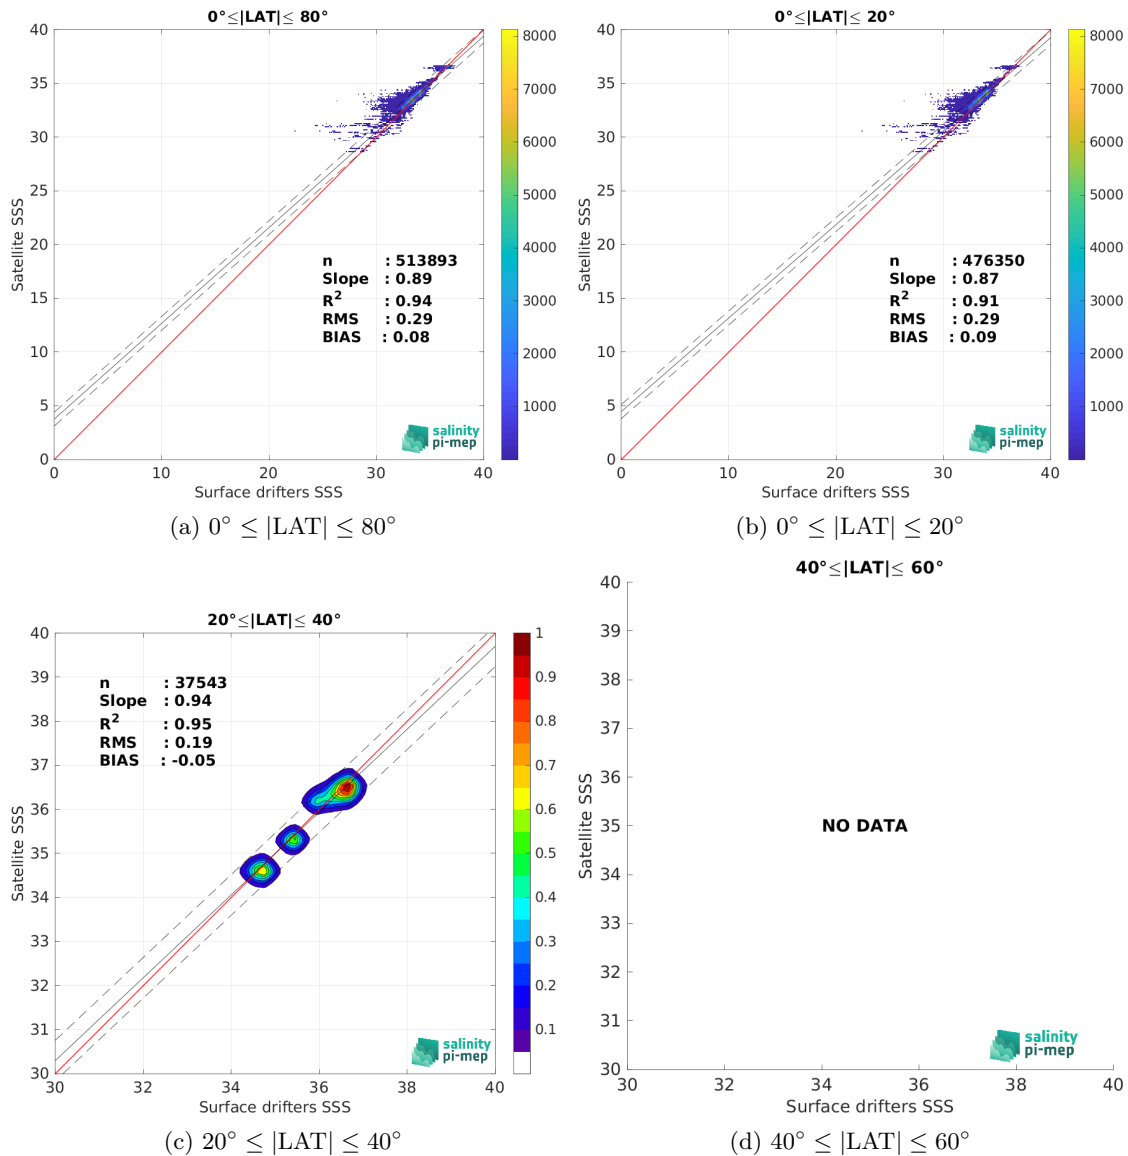 0°≤|LAT|≤ 80°
40
35
30
25
20
15
10
5
0
Satellite SSS
n : 513893
Slope : 0.89
R² : 0.94
RMS : 0.29
BIAS : 0.08
salinity
pi-mep
0 10 20 30 40
Surface drifters SSS
8000
7000
6000
5000
4000
3000
2000
1000
(a) 0° ≤ |LAT| ≤ 80°
0°≤|LAT|≤ 20°
40
35
30
25
20
15
10
5
0
Satellite SSS
n : 476350
Slope : 0.87
R² : 0.91
RMS : 0.29
BIAS : 0.09
salinity
pi-mep
0 10 20 30 40
Surface drifters SSS
8000
7000
6000
5000
4000
3000
2000
1000
(b) 0° ≤ |LAT| ≤ 20°
20°≤|LAT|≤ 40°
40
39
38
37
36
35
34
33
32
31
30
Satellite SSS
n : 37543
Slope : 0.94
R² : 0.95
RMS : 0.19
BIAS : -0.05
salinity
pi-mep
30 32 34 36 38 40
Surface drifters SSS
1
0.9
0.8
0.7
0.6
0.5
0.4
0.3
0.2
0.1
(c) 20° ≤ |LAT| ≤ 40°
40°≤|LAT|≤ 60°
40
39
38
37
36
35
34
33
32
31
30
Satellite SSS
NO DATA
salinity
pi-mep
30 32 34 36 38 40
Surface drifters SSS
(d) 40° ≤ |LAT| ≤ 60°